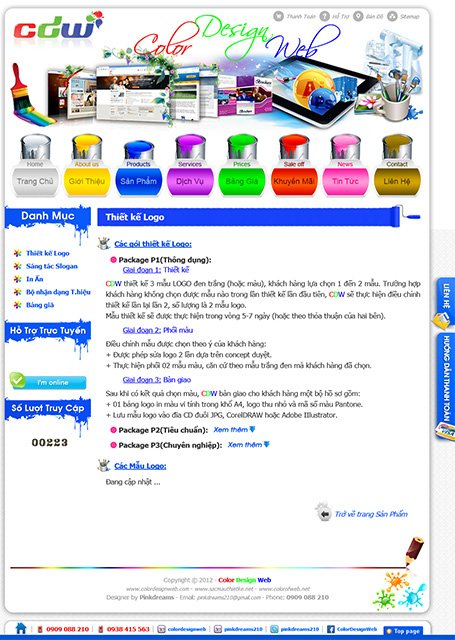 cdw
Color Design Web
Thanh Toán Hỗ Trợ Bản Đồ Sitemap
Home About us Products Services Prices Sale off News Contact
Trang Chủ Giới Thiệu Sản Phẩm Dịch Vụ Bảng Giá Khuyến Mãi Tin Tức Liên Hệ
Danh Mục
Thiết kế Logo
Sáng tác Slogan
In Ấn
Bộ nhận dạng T.hiệu
Bảng giá
Hỗ Trợ Trực Tuyến
I'm online
Số Lượt Truy Cập
00223
Thiết kế Logo
Các gói thiết kế Logo:
Package P1(Thông dụng):
Giai đoạn 1: Thiết kế
CDW thiết kế 3 mẫu LOGO đen trắng (hoặc màu), khách hàng lựa chọn 1 đến 2 mẫu. Trường hợp
khách hàng không chọn được mẫu nào trong lần thiết kế lần đầu tiên, CDW sẽ thực hiện điều chỉnh
thiết kế lần lại lần 2, số lượng là 2 mẫu logo.
Mẫu thiết kế sẽ được thực hiện trong vòng 5-7 ngày (hoặc theo thỏa thuận của hai bên).
Giai đoạn 2: Phối màu
Điều chỉnh mẫu được chọn theo ý của khách hàng:
+ Được phép sửa logo 2 lần dựa trên concept duyệt.
+ Thực hiện phối 02 mẫu màu, căn cứ theo mẫu trắng đen mà khách hàng đã chọn.
Giai đoạn 3: Bàn giao
Sau khi có kết quả chọn màu, CDW bàn giao cho khách hàng một bộ hồ sơ gồm:
+ 01 bảng logo in màu vi tính trong khổ A4, logo thu nhỏ và mã số màu Pantone.
+ Lưu mẫu logo vào đĩa CD đuôi JPG, CorelDRAW hoặc Adobe Illustrator.
Package P2(Tiêu chuẩn): Xem thêm
Package P3(Chuyên nghiệp): Xem thêm
Các Mẫu Logo:
Đang cập nhật ...
Trở về trang Sản Phẩm
LIÊN HỆ
HƯỚNG DẪN THANH TOÁN
VISA
Copyright © 2012 - Color Design Web
www.colordesignweb.com - www.sacmauthietke.net - www.colorofweb.net
Designer by Pinkdreams - Email: pinkdreams210@gmail.com - Phone: 0909 088 210
0909 088 210 0938 415 563 colordesignweb pinkdreams210 pinkdreams210 ColorDesignWeb Top page